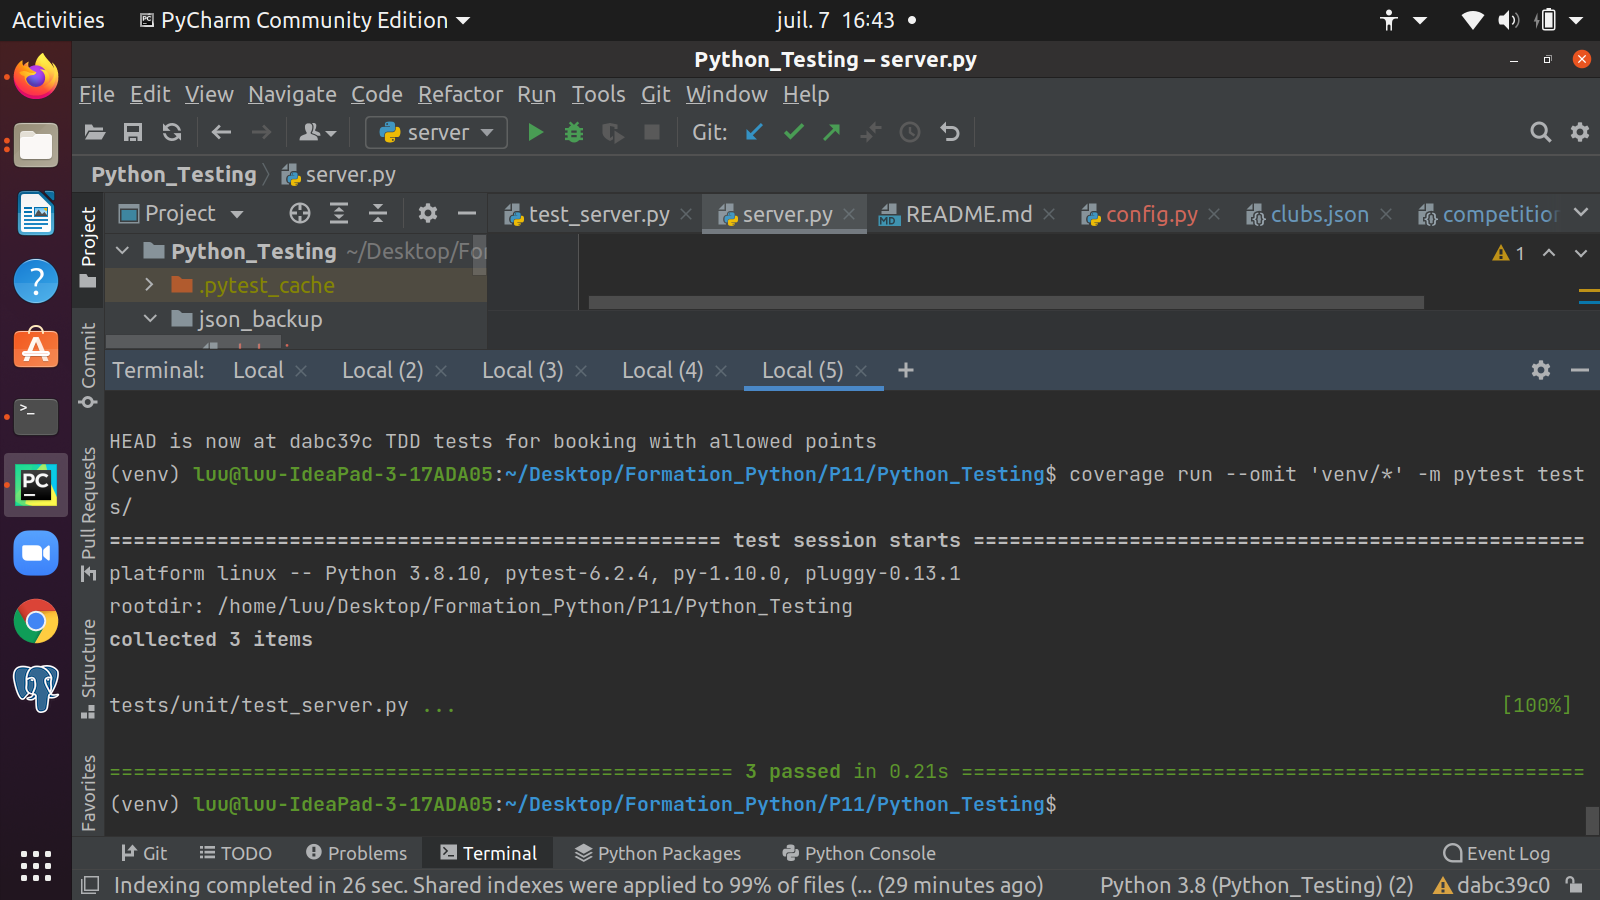 Activities PyCharm Community Edition juil. 7 16:43
Python_Testing – server.py
File Edit View Navigate Code Refactor Run Tools Git Window Help
server Git:
Python_Testing server.py
Project test_server.py server.py README.md config.py clubs.json competition
Python_Testing ~/Desktop/For 1
.pytest_cache
json_backup
Project
Commit
Pull Requests
Structure
Favorites
Terminal: Local Local (2) Local (3) Local (4) Local (5) +
HEAD is now at dabc39c TDD tests for booking with allowed points
(venv) luu@luu-IdeaPad-3-17ADA05:~/Desktop/Formation_Python/P11/Python_Testing$ coverage run --omit 'venv/*' -m pytest test
s/
=================================================== test session starts ===================================================
platform linux -- Python 3.8.10, pytest-6.2.4, py-1.10.0, pluggy-0.13.1
rootdir: /home/luu/Desktop/Formation_Python/P11/Python_Testing
collected 3 items
tests/unit/test_server.py ... [100%]
==================================================== 3 passed in 0.21s ====================================================
(venv) luu@luu-IdeaPad-3-17ADA05:~/Desktop/Formation_Python/P11/Python_Testing$
Git TODO Problems Terminal Python Packages Python Console Event Log
Indexing completed in 26 sec. Shared indexes were applied to 99% of files (... (29 minutes ago) Python 3.8 (Python_Testing) (2) dabc39c0